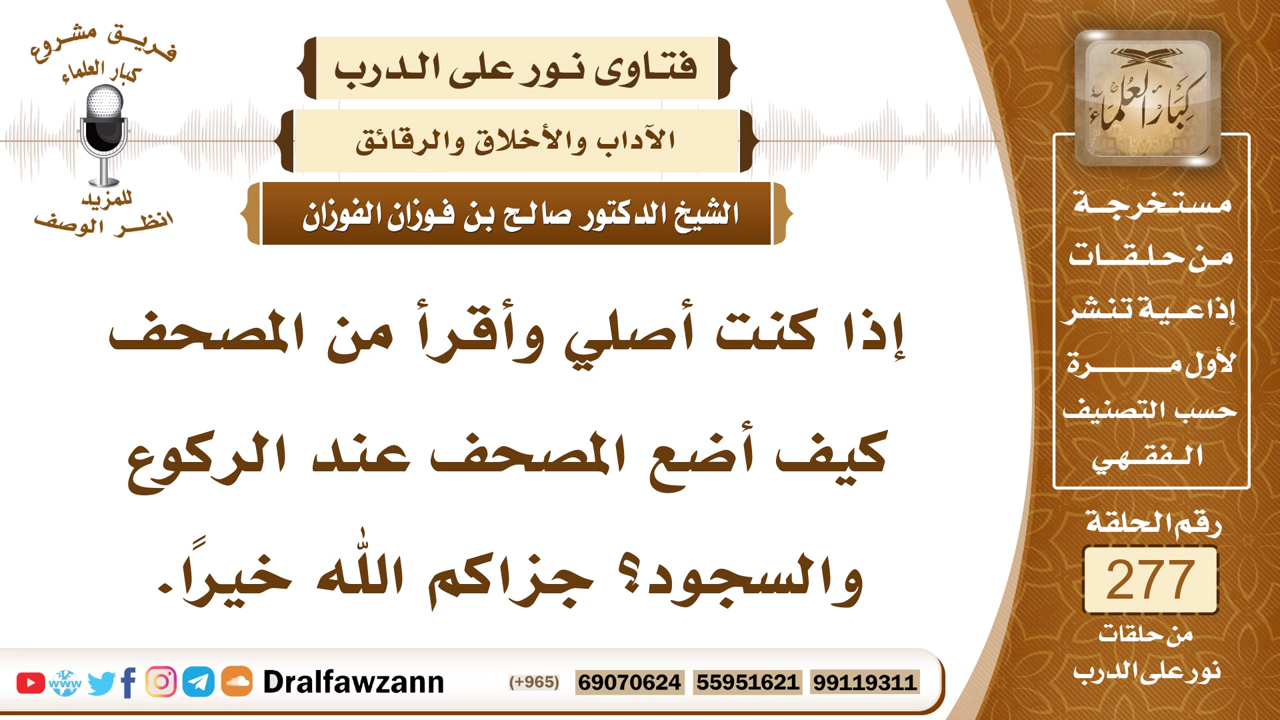 فريق مشروع
كبار العلماء
للمزيد
انظر الوصف
فتاوى نور على الدرب
الآداب والأخلاق والرقائق
الشيخ الدكتور صالح بن فوزان الفوزان
إذا كنت أصلي وأقرأ من المصحف
كيف أضع المصحف عند الركوع
والسجود؟ جزاكم الله خيراً.
كبار العلماء
مستخرجة
من حلقات
إذاعية تنشر
لأول مرة
حسب التصنيف
الفقهي
رقم الحلقة
277
من حلقات
نور على الدرب
www Dralfawzann (+965) 69070624 55951621 99119311